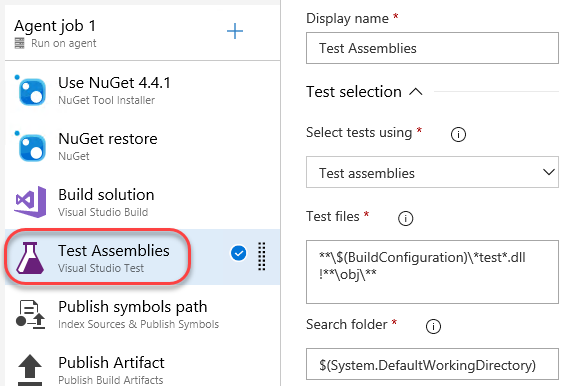 Agent job 1
Run on agent
Use NuGet 4.4.1
NuGet Tool Installer
NuGet restore
NuGet
Build solution
Visual Studio Build
Test Assemblies
Visual Studio Test
Publish symbols path
Index Sources & Publish Symbols
Publish Artifact
Publish Build Artifacts
Display name *
Test Assemblies
Test selection
Select tests using *
Test assemblies
Test files *
**\$(BuildConfiguration)\*test*.dll
!**\obj\**
Search folder *
$(System.DefaultWorkingDirectory)